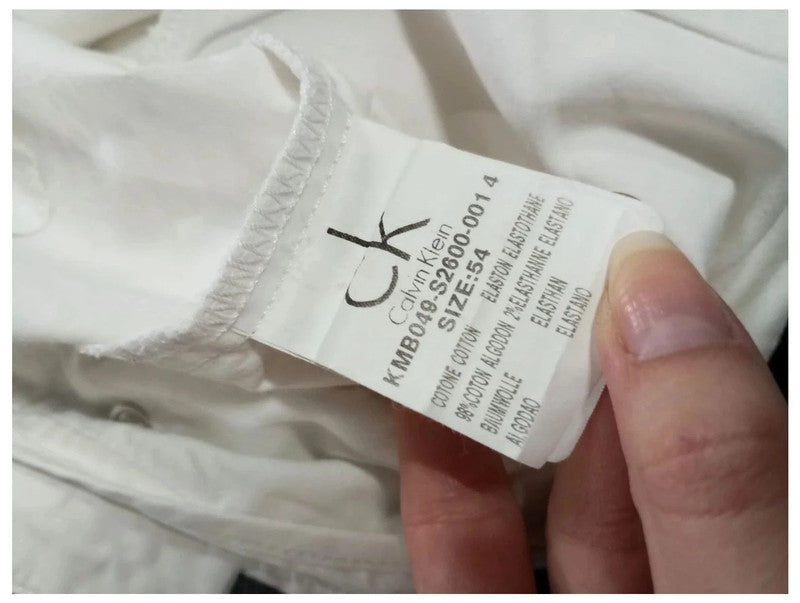 ck
Calvin Klein
KMB049-S2600-001 4
SIZE:54
COTONE COTTON ELASTON ELASTOTHANE
98%COTON ALGODON 2%ELASTHANNE ELASTANO
BAUMWOLLE ELASTHAN
ALGODAO ELASTANO